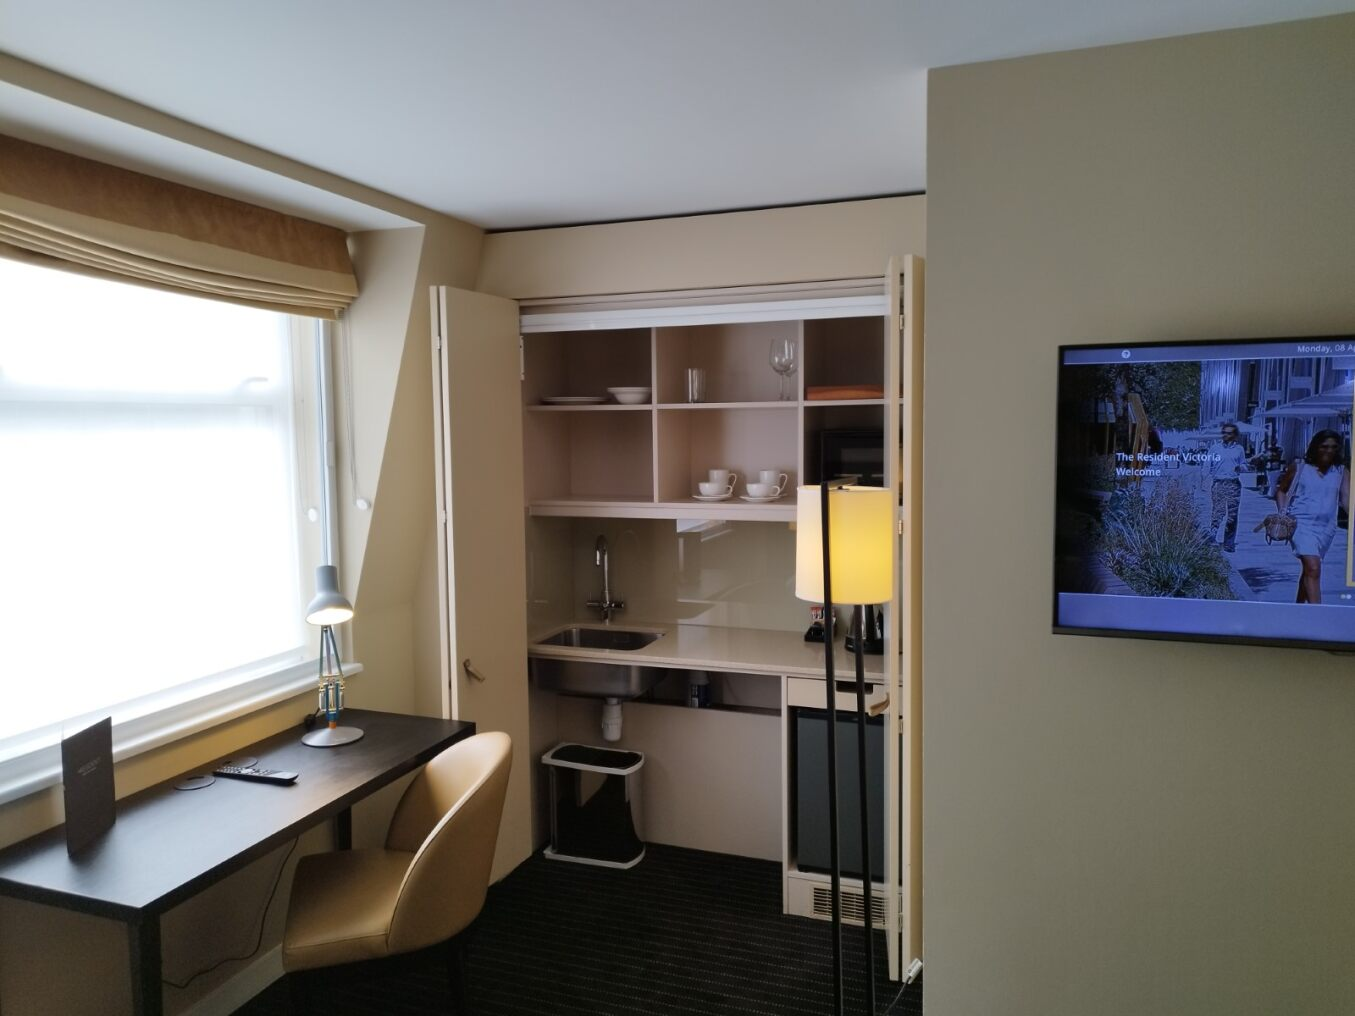 Monday, 08 A
The Resident Victoria
Welcome